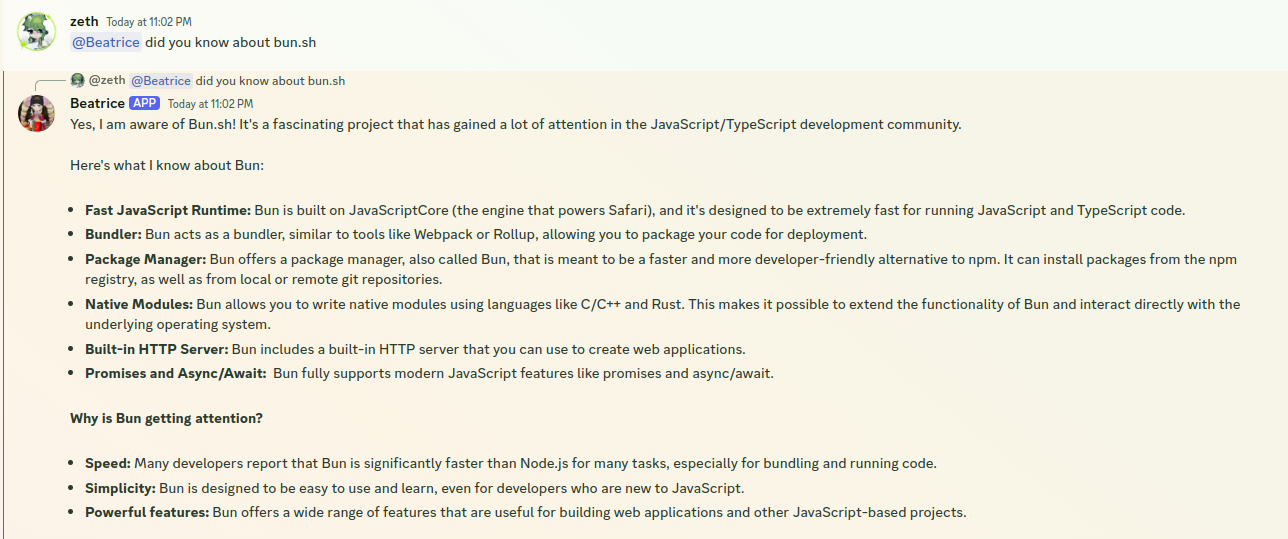 zeth Today at 11:02 PM
@Beatrice did you know about bun.sh
@zeth @Beatrice did you know about bun.sh
Beatrice APP Today at 11:02 PM
Yes, I am aware of Bun.sh! It's a fascinating project that has gained a lot of attention in the JavaScript/TypeScript development community.
Here's what I know about Bun:
• Fast JavaScript Runtime: Bun is built on JavaScriptCore (the engine that powers Safari), and it's designed to be extremely fast for running JavaScript and TypeScript code.
• Bundler: Bun acts as a bundler, similar to tools like Webpack or Rollup, allowing you to package your code for deployment.
• Package Manager: Bun offers a package manager, also called Bun, that is meant to be a faster and more developer-friendly alternative to npm. It can install packages from the npm
registry, as well as from local or remote git repositories.
• Native Modules: Bun allows you to write native modules using languages like C/C++ and Rust. This makes it possible to extend the functionality of Bun and interact directly with the
underlying operating system.
• Built-in HTTP Server: Bun includes a built-in HTTP server that you can use to create web applications.
• Promises and Async/Await: Bun fully supports modern JavaScript features like promises and async/await.
Why is Bun getting attention?
• Speed: Many developers report that Bun is significantly faster than Node.js for many tasks, especially for bundling and running code.
• Simplicity: Bun is designed to be easy to use and learn, even for developers who are new to JavaScript.
• Powerful features: Bun offers a wide range of features that are useful for building web applications and other JavaScript-based projects.